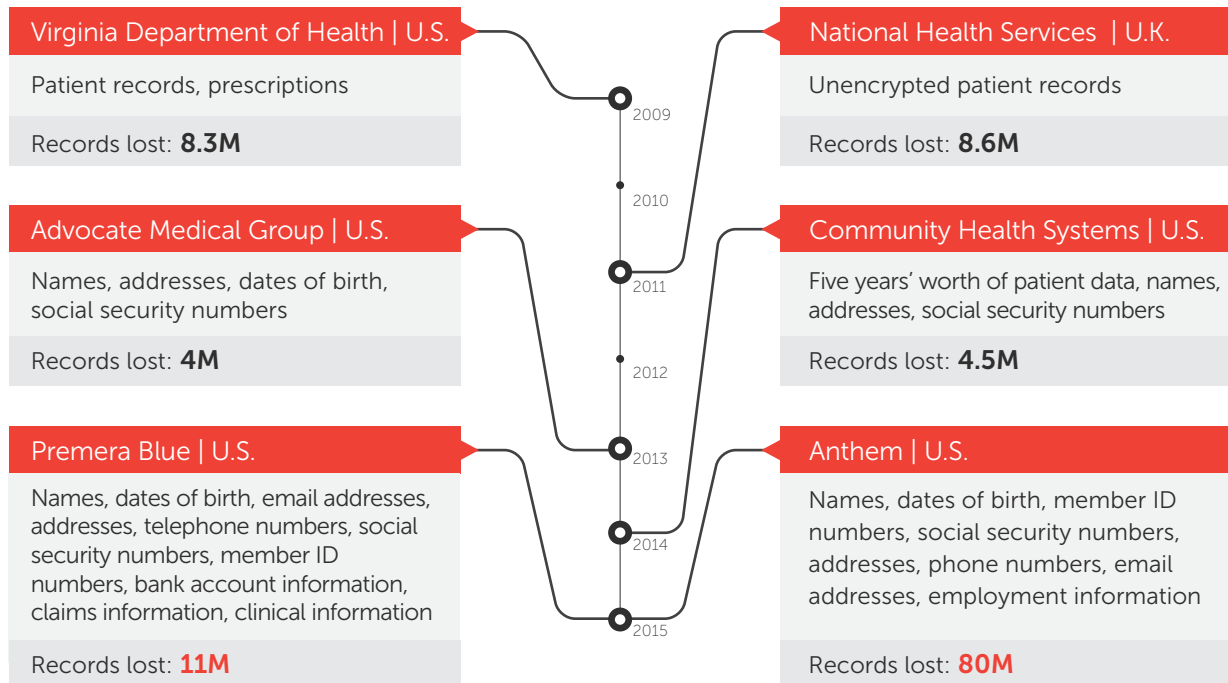 Virginia Department of Health | U.S.
Patient records, prescriptions
Records lost: 8.3M
National Health Services | U.K.
Unencrypted patient records
Records lost: 8.6M
Advocate Medical Group | U.S.
Names, addresses, dates of birth,
social security numbers
Records lost: 4M
Community Health Systems | U.S.
Five years’ worth of patient data, names,
addresses, social security numbers
Records lost: 4.5M
Premera Blue | U.S.
Names, dates of birth, email addresses,
addresses, telephone numbers, social
security numbers, member ID
numbers, bank account information,
claims information, clinical information
Records lost: 11M
Anthem | U.S.
Names, dates of birth, member ID
numbers, social security numbers,
addresses, phone numbers, email
addresses, employment information
Records lost: 80M
2009
2010
2011
2012
2013
2014
2015